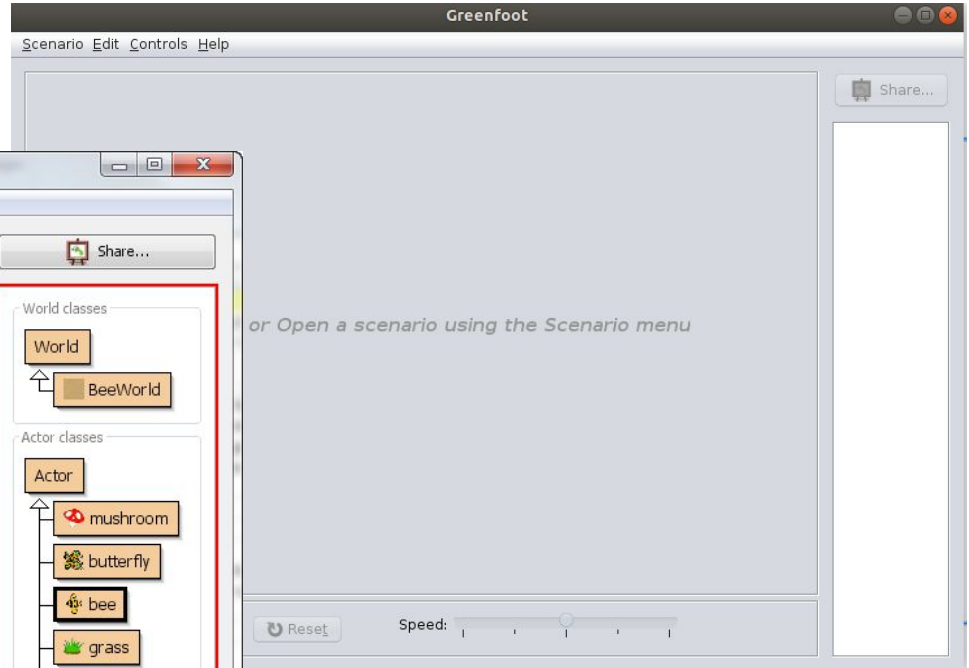 Greenfoot
Scenario Edit Controls Help
Share...
Share...
World classes
World
BeeWorld
or Open a scenario using the Scenario menu
Actor classes
Actor
mushroom
butterfly
bee
grass
Reset
Speed: